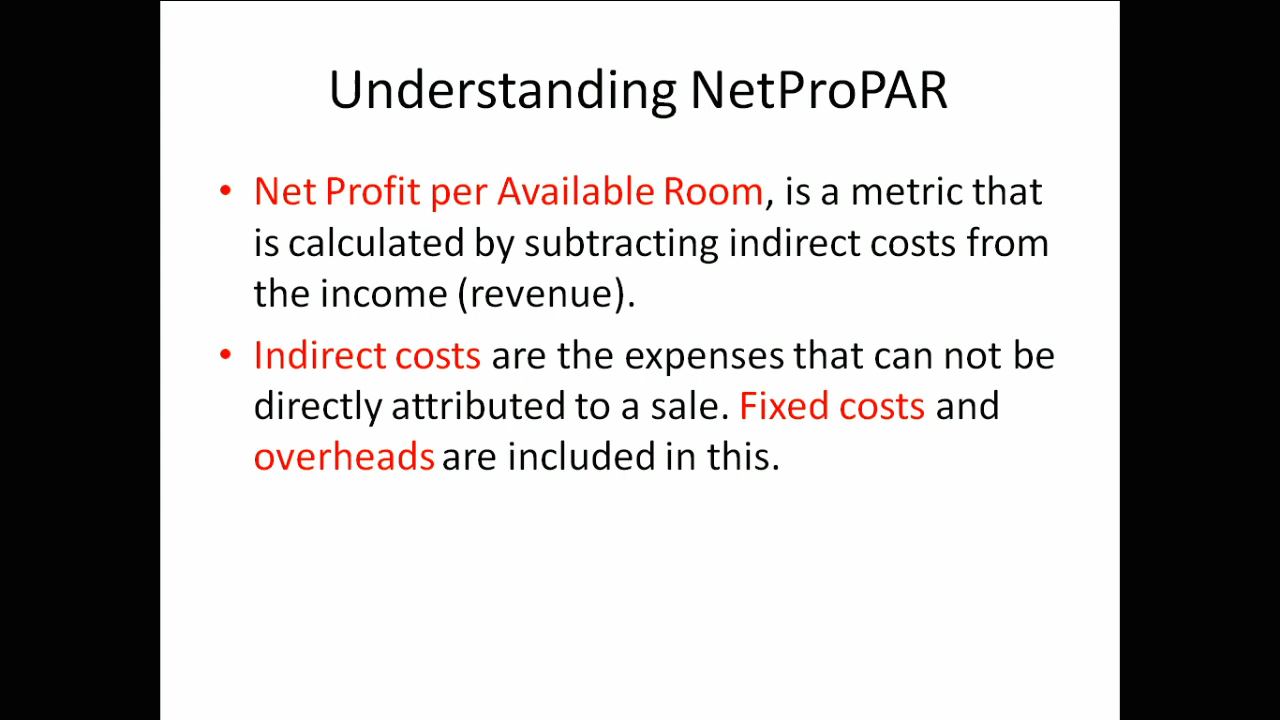 Understanding NetProPAR
• Net Profit per Available Room, is a metric that
is calculated by subtracting indirect costs from
the income (revenue).
• Indirect costs are the expenses that can not be
directly attributed to a sale. Fixed costs and
overheads are included in this.